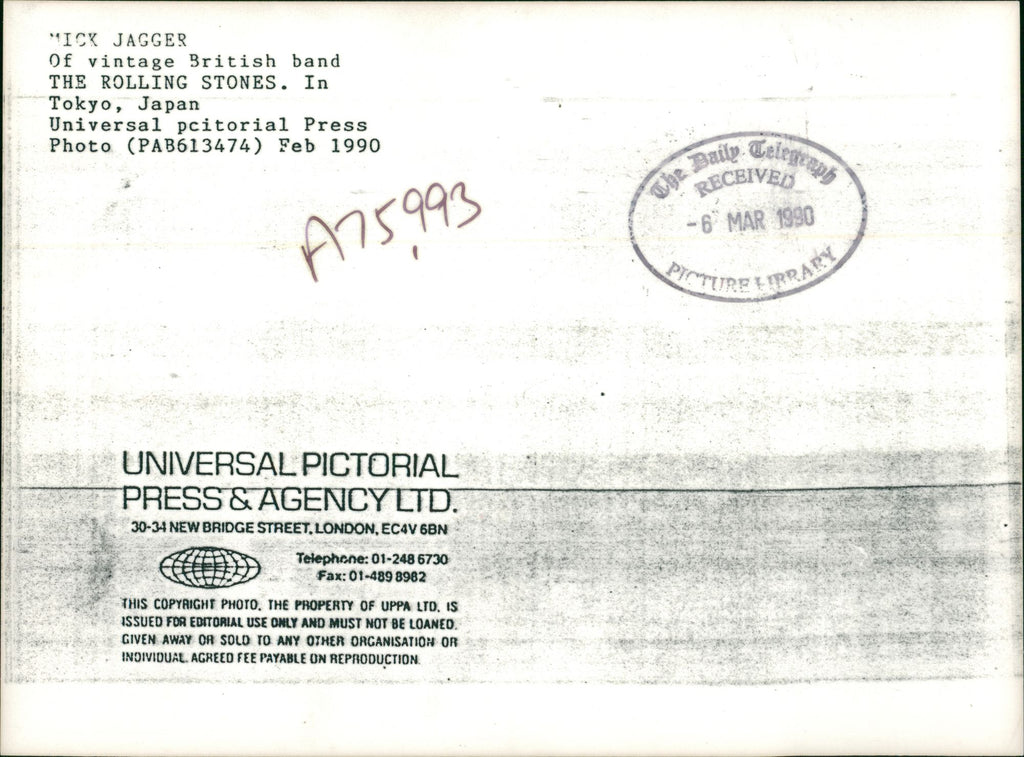 MICK JAGGER
Of vintage British band
THE ROLLING STONES. In
Tokyo, Japan
Universal pcitorial Press
Photo (PAB613474) Feb 1990
The Daily Telegraph
RECEIVED
-6 MAR 1990
PICTURE LIBRARY
A75,993
UNIVERSAL PICTORIAL
PRESS & AGENCY LTD.
30-34 NEW BRIDGE STREET, LONDON, EC4V 6BN
Telephone: 01-248 6730
Fax: 01-489 8982
THIS COPYRIGHT PHOTO, THE PROPERTY OF UPPA LTD. IS
ISSUED FOR EDITORIAL USE ONLY AND MUST NOT BE LOANED,
GIVEN AWAY OR SOLD TO ANY OTHER ORGANISATION OR
INDIVIDUAL. AGREED FEE PAYABLE ON REPRODUCTION.